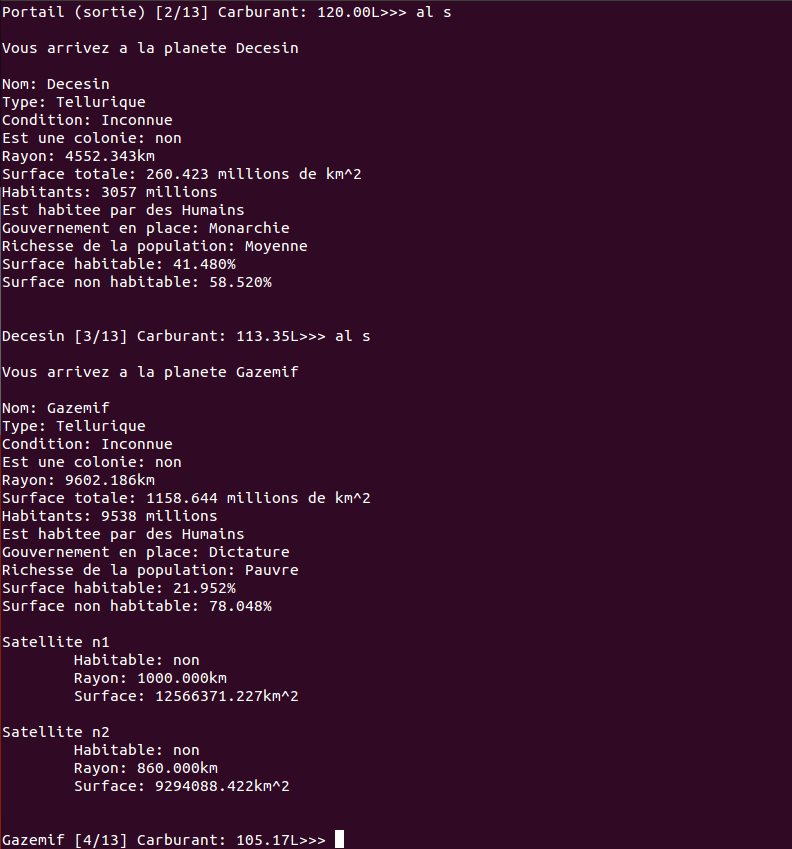 Portail (sortie) [2/13] Carburant: 120.00L>>> al s
Vous arrivez a la planete Decesin
Nom: Decesin
Type: Tellurique
Condition: Inconnue
Est une colonie: non
Rayon: 4552.343km
Surface totale: 260.423 millions de km^2
Habitants: 3057 millions
Est habitee par des Humains
Gouvernement en place: Monarchie
Richesse de la population: Moyenne
Surface habitable: 41.480%
Surface non habitable: 58.520%
Decesin [3/13] Carburant: 113.35L>>> al s
Vous arrivez a la planete Gazemif
Nom: Gazemif
Type: Tellurique
Condition: Inconnue
Est une colonie: non
Rayon: 9602.186km
Surface totale: 1158.644 millions de km^2
Habitants: 9538 millions
Est habitee par des Humains
Gouvernement en place: Dictature
Richesse de la population: Pauvre
Surface habitable: 21.952%
Surface non habitable: 78.048%
Satellite n1
Habitable: non
Rayon: 1000.000km
Surface: 12566371.227km^2
Satellite n2
Habitable: non
Rayon: 860.000km
Surface: 9294088.422km^2
Gazemif [4/13] Carburant: 105.17L>>>